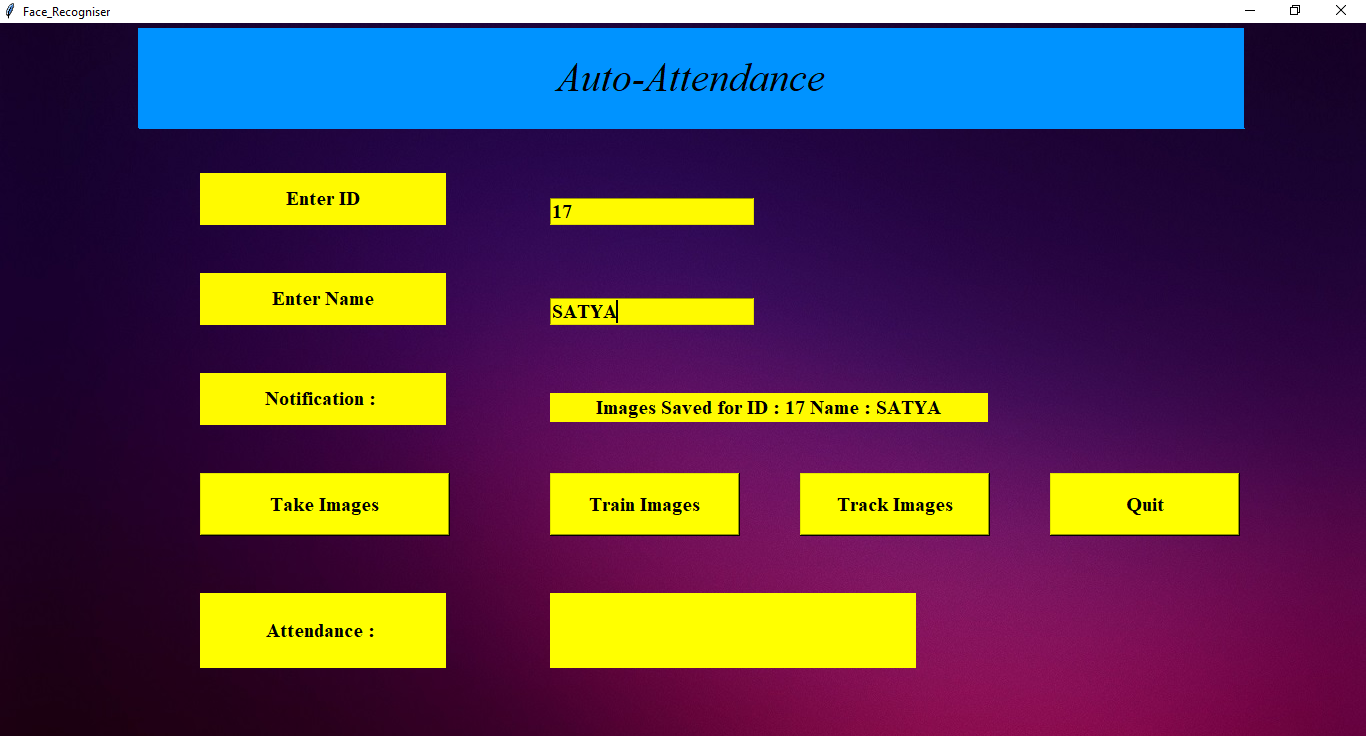 Face_Recogniser
Auto-Attendance
Enter ID
17
Enter Name
SATYA
Notification :
Images Saved for ID : 17 Name : SATYA
Take Images
Train Images
Track Images
Quit
Attendance :